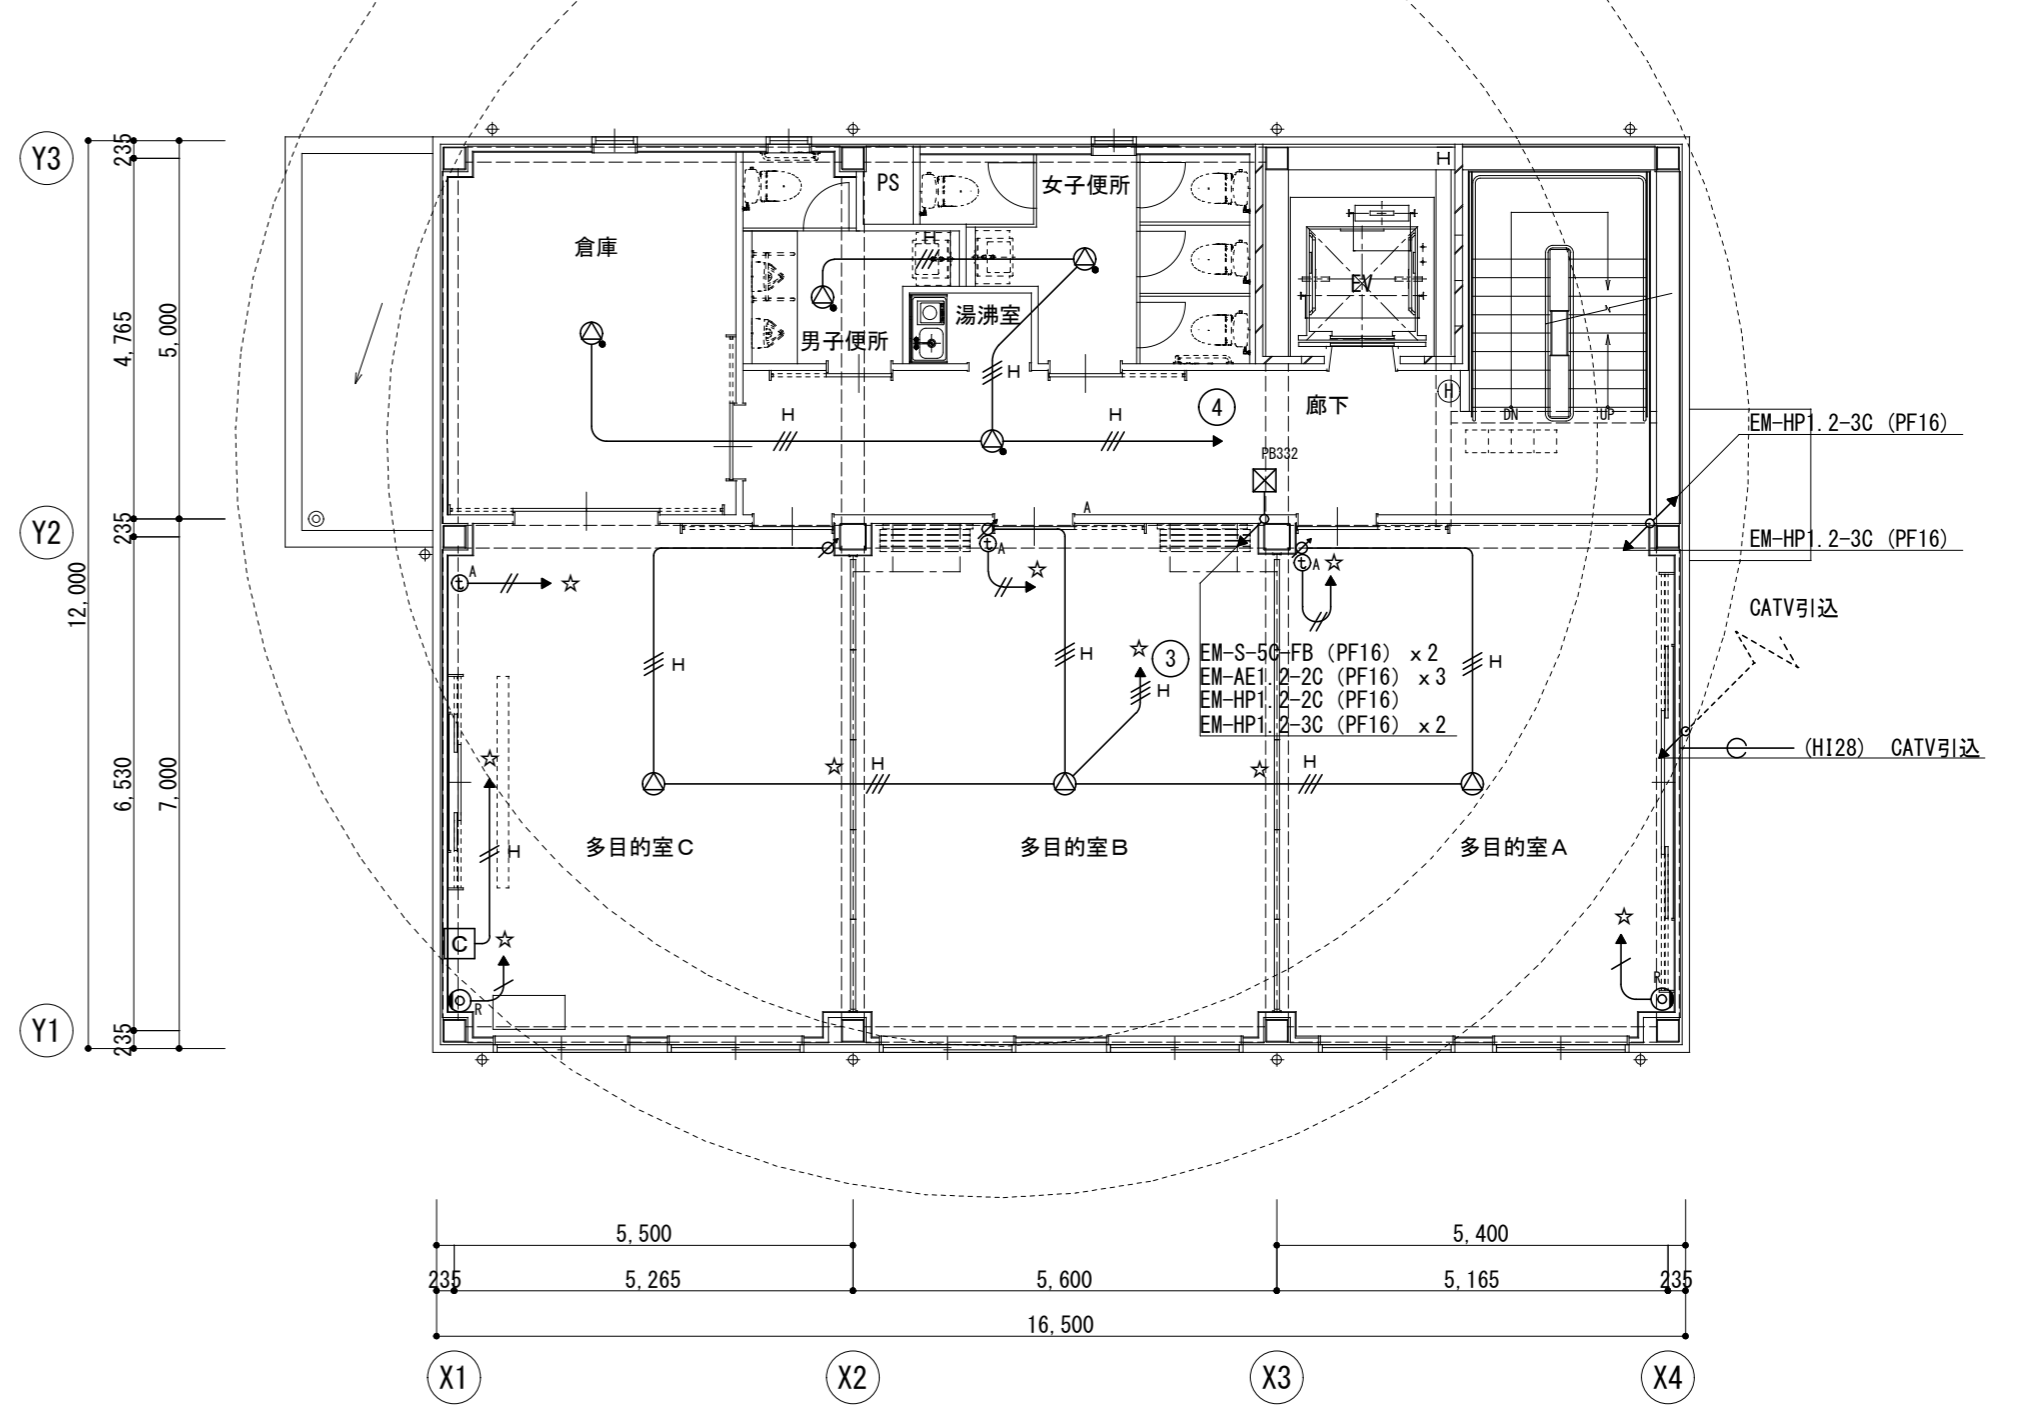 Y3
235
H
PS
女子便所
倉庫
H
EV
4,765
5,000
湯沸室
男子便所
H
H
廊下
H
H
④
DN
UP
EM-HP1.2-3C (PF16)
PB332
A
Y2
235
EM-HP1.2-3C (PF16)
12,000
t A
☆
t A
☆
t A
☆
CATV引込
H
H
☆
③
EM-S-5C-FB (PF16) x2
EM-AE1.2-2C (PF16) x3
EM-HP1.2-2C (PF16)
EM-HP1.2-3C (PF16) x2
H
H
(HI28) CATV引込
☆
☆
H
☆
H
6,530
7,000
多目的室C
多目的室B
多目的室A
H
C
☆
☆
R
R
Y1
235
5,500
5,400
235
5,265
5,600
5,165
235
16,500
X1
X2
X3
X4